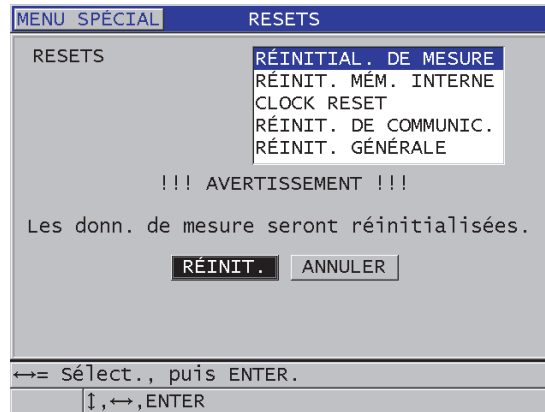 MENU SPÉCIAL RESETS
RESETS
RÉINITIAL. DE MESURE
RÉINIT. MÉM. INTERNE
CLOCK RESET
RÉINIT. DE COMMUNIC.
RÉINIT. GÉNÉRALE
!!! AVERTISSEMENT !!!
Les donn. de mesure seront réinitialisées.
RÉINIT. ANNULER
↔= Sélect., puis ENTER.
↕,↔,ENTER